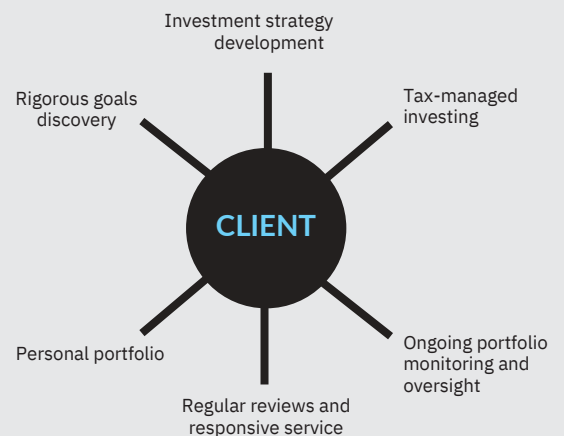 Investment strategy
development
Rigorous goals
discovery
Tax-managed
investing
CLIENT
Personal portfolio
Ongoing portfolio
monitoring and
oversight
Regular reviews and
responsive service